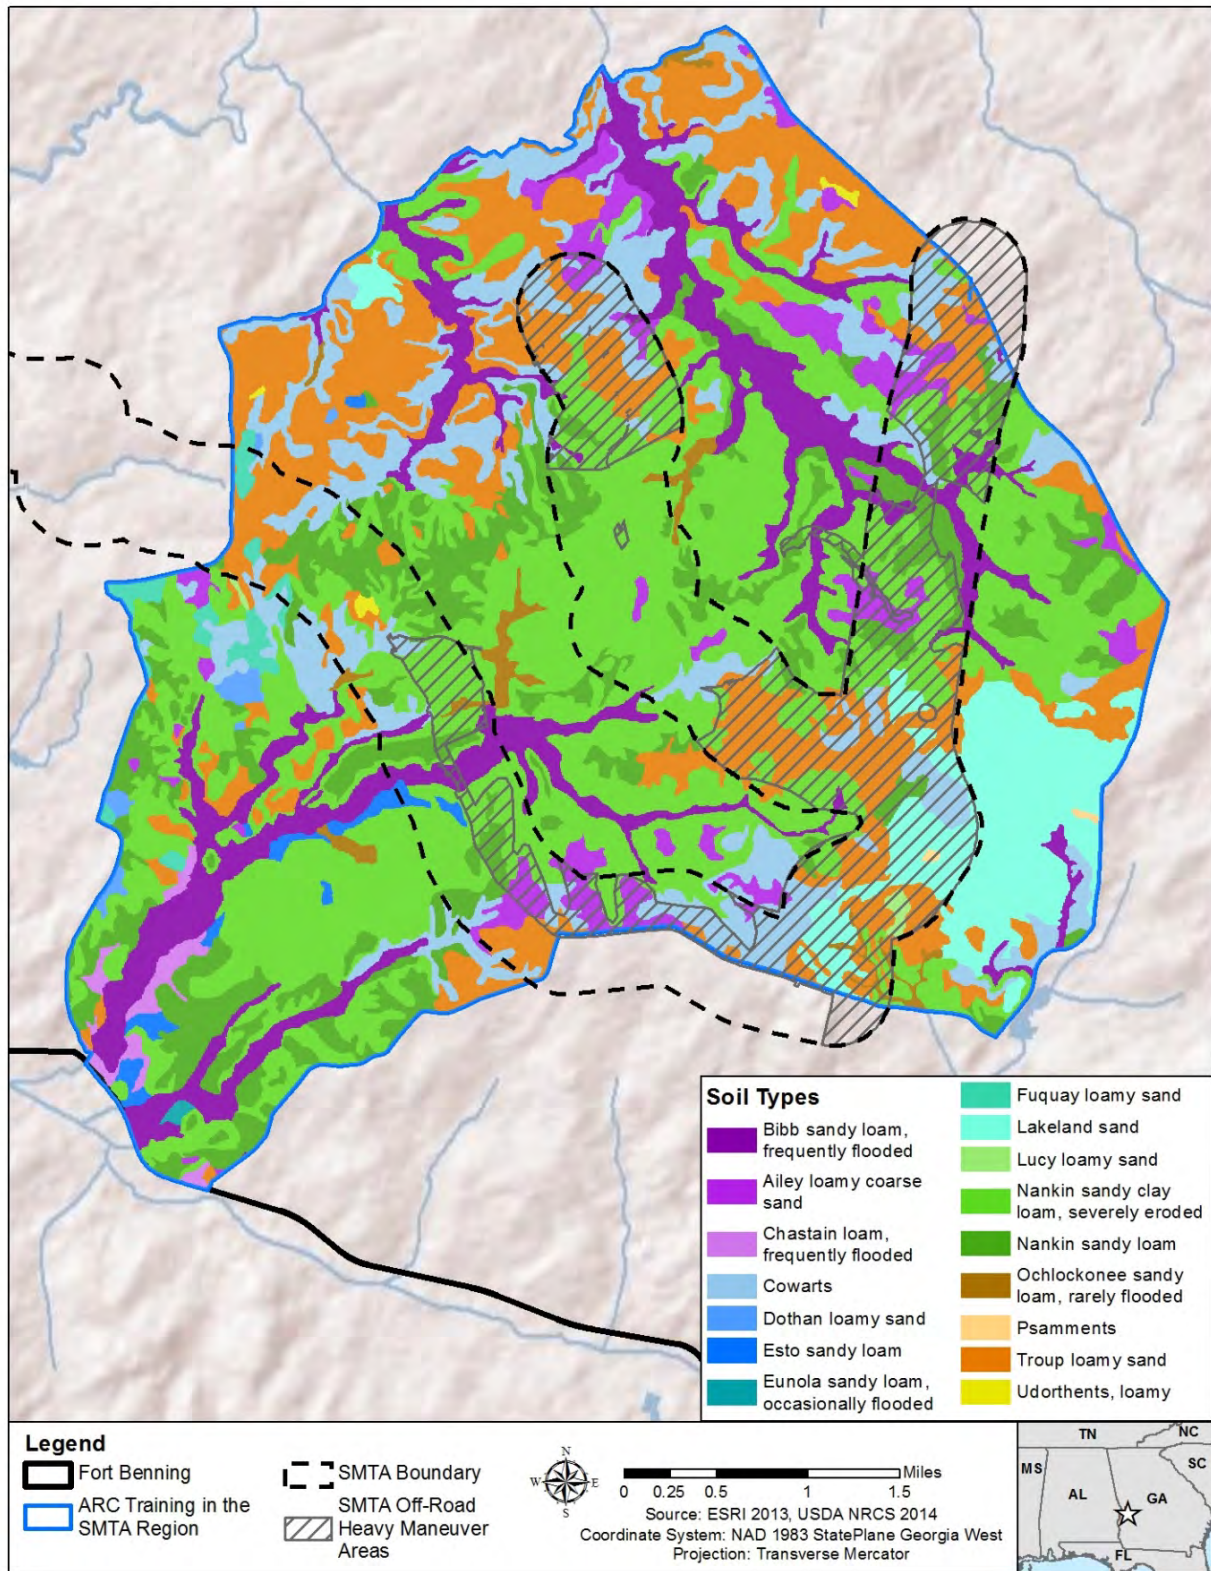 Soil Types
Bibb sandy loam,
frequently flooded
Ailey loamy coarse
sand
Chastain loam,
frequently flooded
Cowarts
Dothan loamy sand
Esto sandy loam
Eunola sandy loam,
occasionally flooded
Fuquay loamy sand
Lakeland sand
Lucy loamy sand
Nankin sandy clay
loam, severely eroded
Nankin sandy loam
Ochlockonee sandy
loam, rarely flooded
Psamments
Troup loamy sand
Udorthents, loamy
Legend
Fort Benning
ARC Training in the
SMTA Region
SMTA Boundary
SMTA Off-Road
Heavy Maneuver
Areas
N
W E
S
Miles
0 0.25 0.5 1 1.5
Source: ESRI 2013, USDA NRCS 2014
Coordinate System: NAD 1983 StatePlane Georgia West
Projection: Transverse Mercator
TN NC
MS SC
AL GA
FL